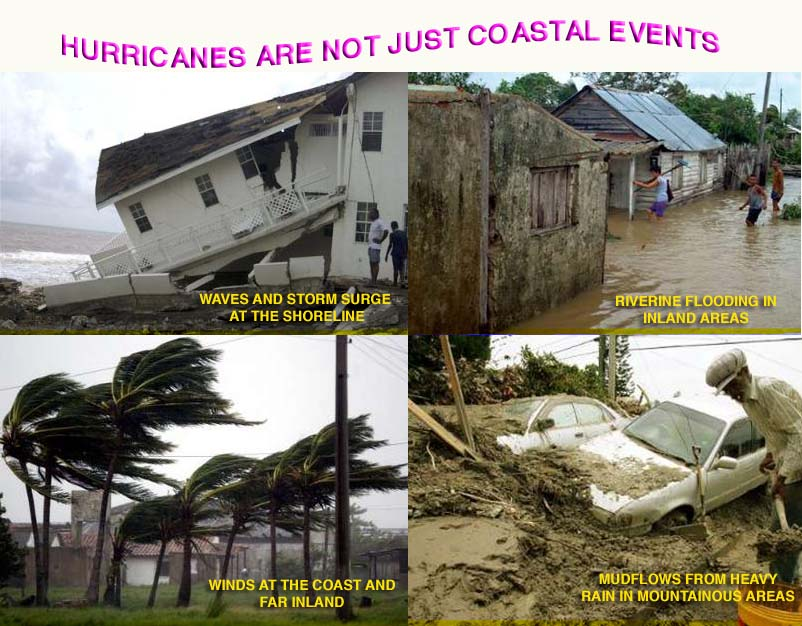 HURRICANES ARE NOT JUST COASTAL EVENTS
WAVES AND STORM SURGE
AT THE SHORELINE
RIVERINE FLOODING IN
INLAND AREAS
WINDS AT THE COAST AND
FAR INLAND
MUDFLOWS FROM HEAVY
RAIN IN MOUNTAINOUS AREAS